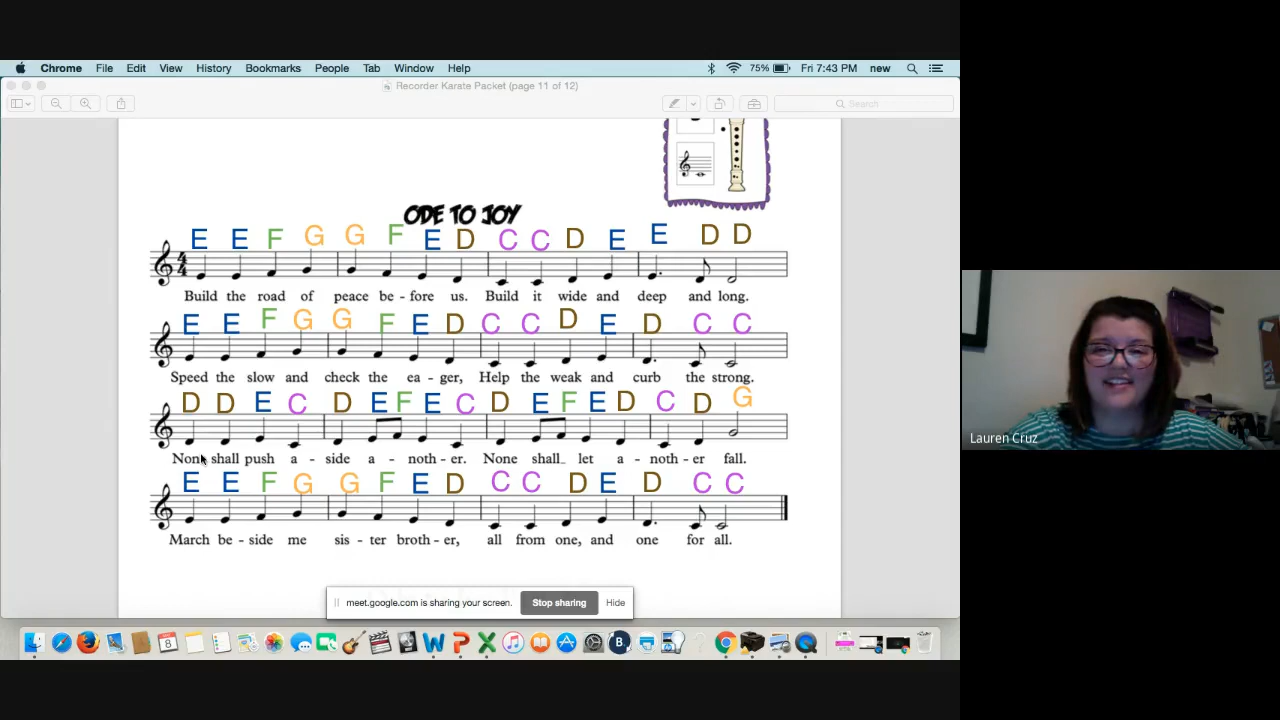 Chrome File Edit View History Bookmarks People Tab Window Help 75% Fri 7:43 PM new
Recorder Karate Packet (page 11 of 12)
Search
ODE TO JOY
E E F G G F E D C C D E E D D
Build the road of peace be - fore us. Build it wide and deep and long.
E E F G G F E D C C D E D C C
Speed the slow and check the ea - ger, Help the weak and curb the strong.
D D E C D E F E C D E F E D C D G
None shall push a - side a - noth - er. None shall_ let a - noth - er fall.
E E F G G F E D C C D E D C C
March be - side me sis - ter broth - er, all from one, and one for all.
meet.google.com is sharing your screen. Stop sharing Hide
Lauren Cruz